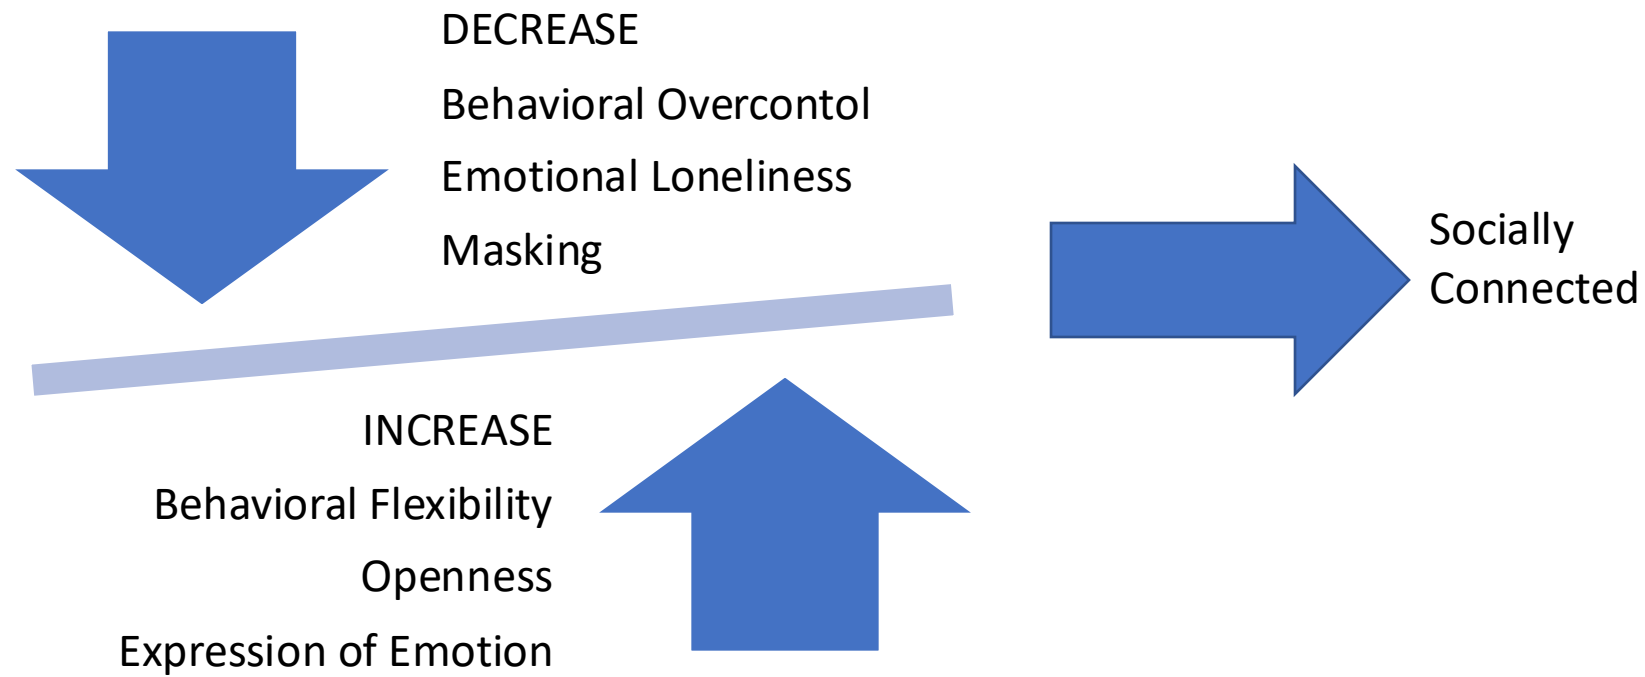 DECREASE
Behavioral Overcontol
Emotional Loneliness
Masking
Socially
Connected
INCREASE
Behavioral Flexibility
Openness
Expression of Emotion